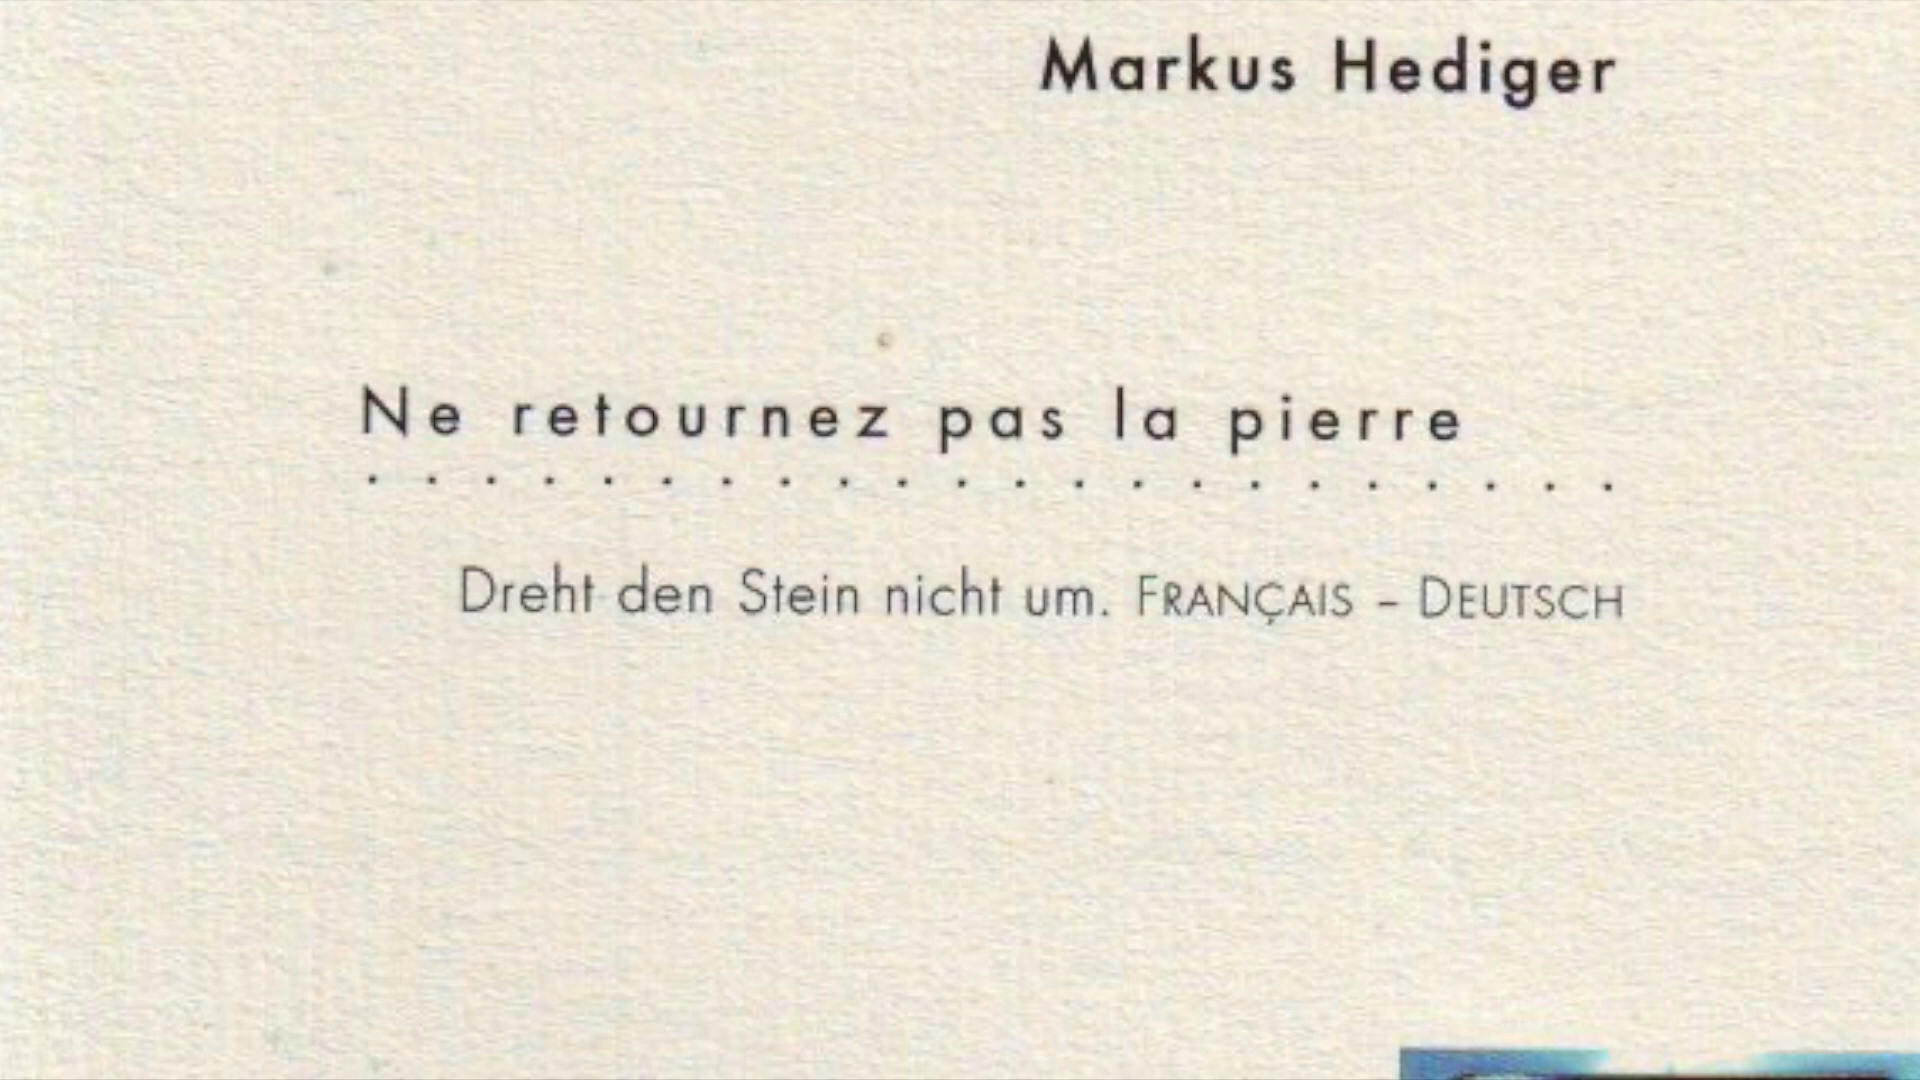 Markus Hediger
Ne retournez pas la pierre
Dreht den Stein nicht um. FRANÇAIS – DEUTSCH